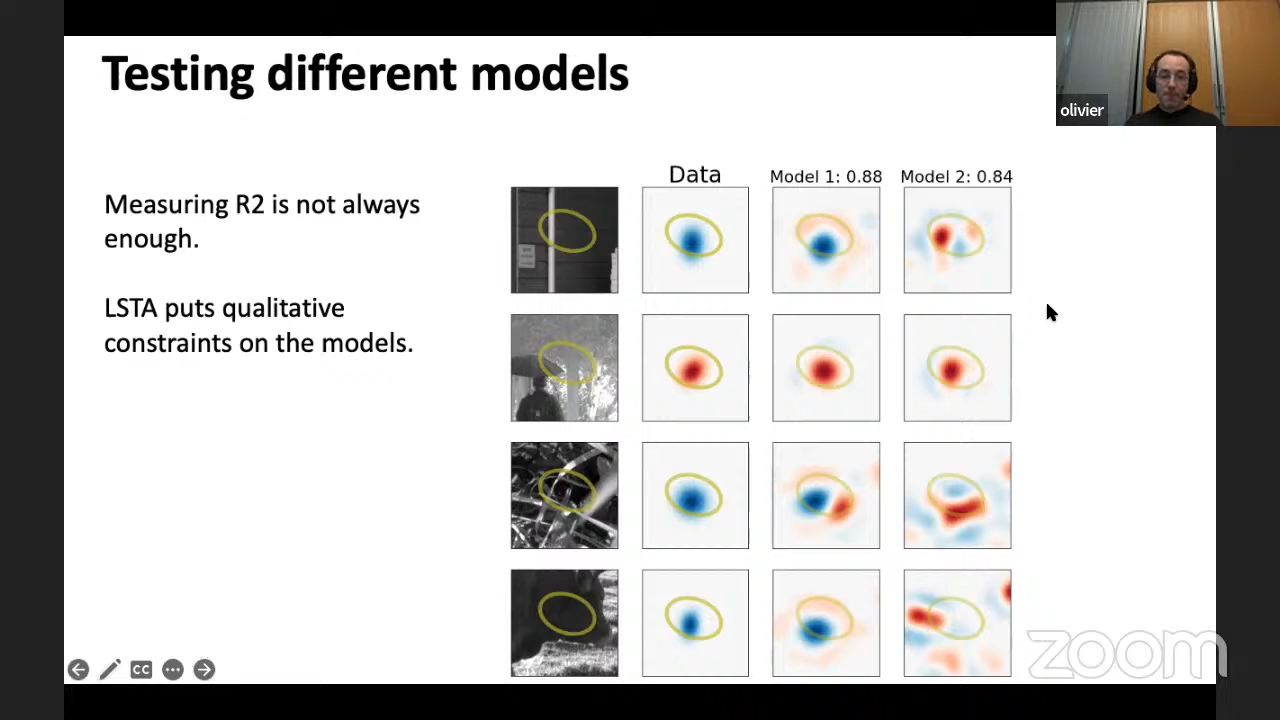 Testing different models
olivier
Measuring R2 is not always
enough.
LSTA puts qualitative
constraints on the models.
Data
Model 1: 0.88
Model 2: 0.84
CC
zoom